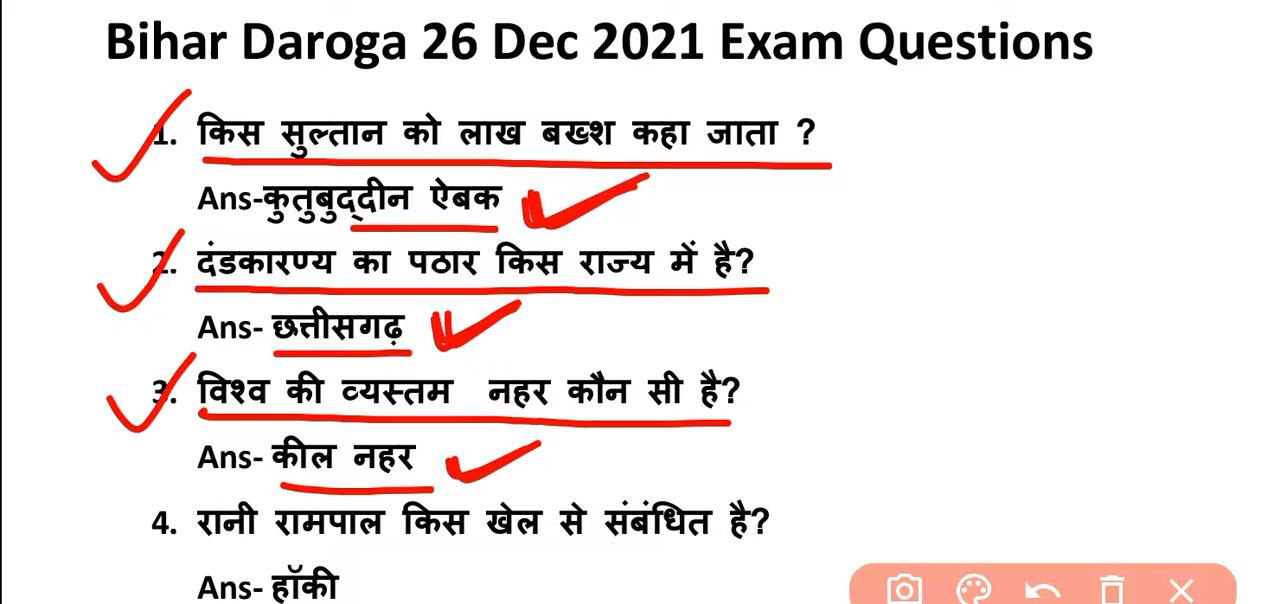 Bihar Daroga 26 Dec 2021 Exam Questions
1. किस सुल्तान को लाख बख्श कहा जाता ?
Ans-कुतुबुद्दीन ऐबक
2. दंडकारण्य का पठार किस राज्य में है?
Ans- छत्तीसगढ़
3. विश्व की व्यस्तम नहर कौन सी है?
Ans- कील नहर
4. रानी रामपाल किस खेल से संबंधित है?
Ans- हॉकी